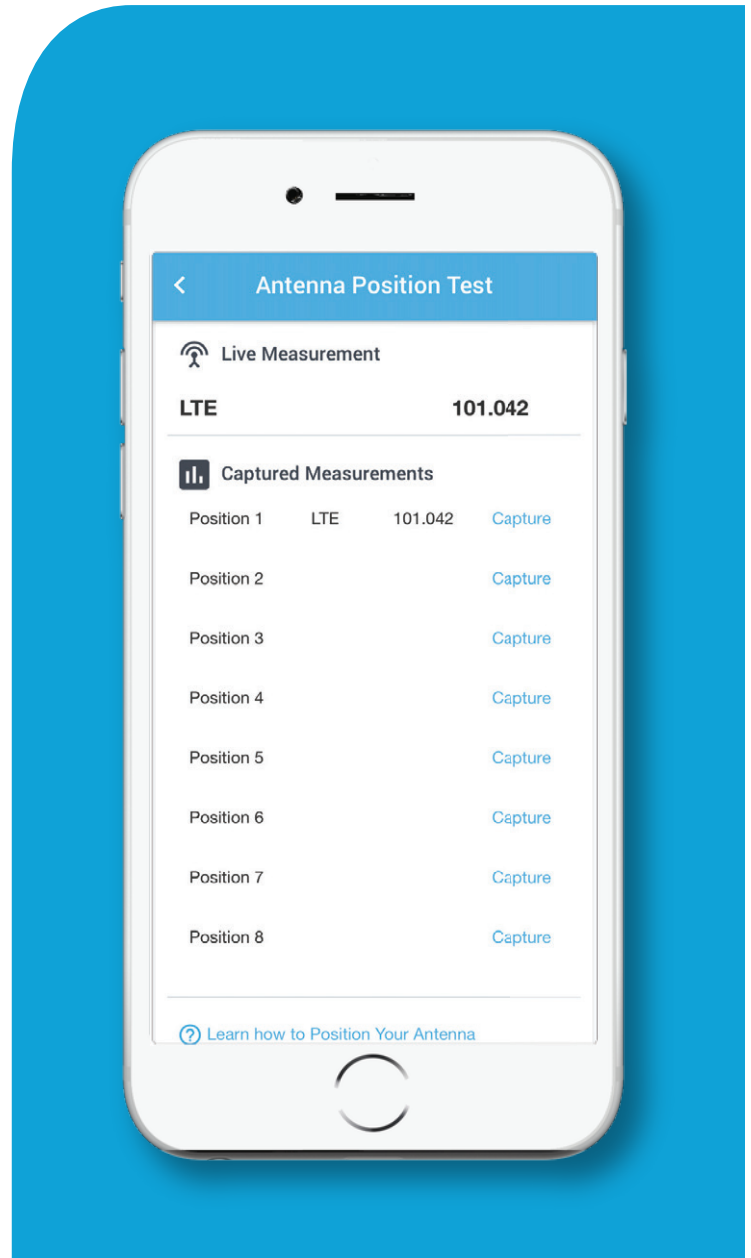 Antenna Position Test
Live Measurement
LTE 101.042
Captured Measurements
Position 1 LTE 101.042 Capture
Position 2 Capture
Position 3 Capture
Position 4 Capture
Position 5 Capture
Position 6 Capture
Position 7 Capture
Position 8 Capture
Learn how to Position Your Antenna